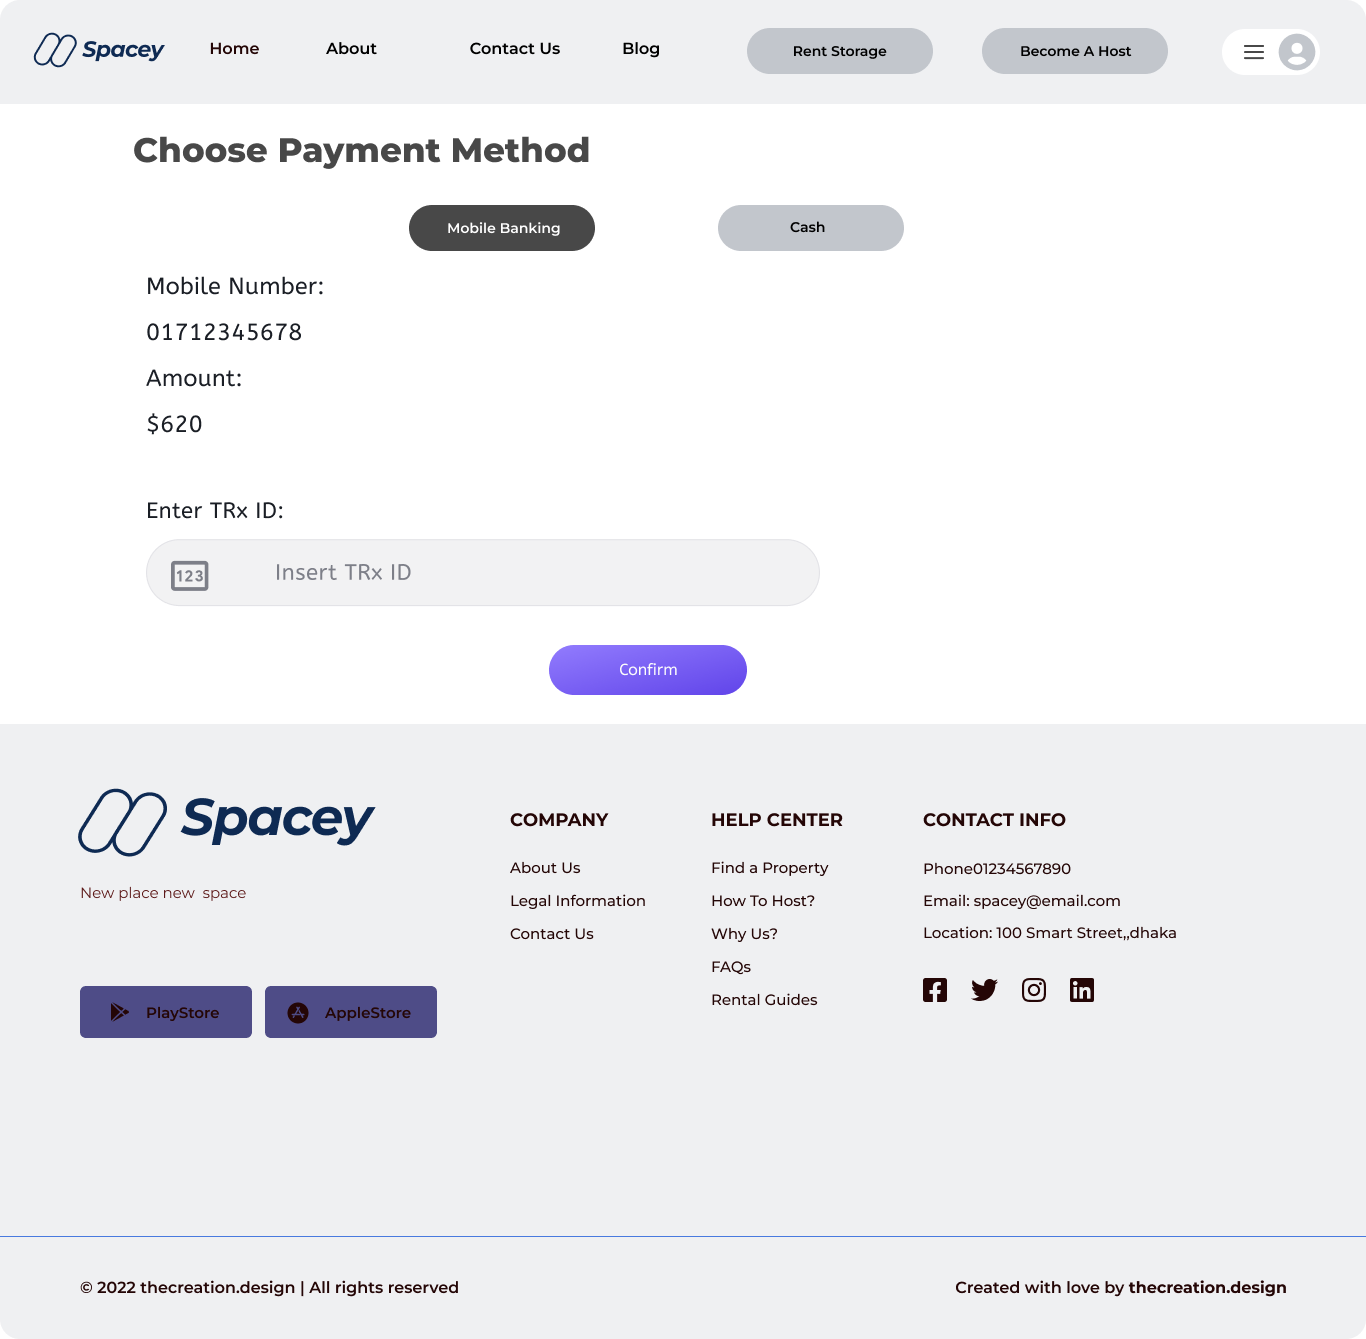 Spacey
Home
About
Contact Us
Blog
Rent Storage
Become A Host
Choose Payment Method
Mobile Banking
Cash
Mobile Number:
01712345678
Amount:
$620
Enter TRx ID:
123
Insert TRx ID
Confirm
Spacey
New place new  space
PlayStore
AppleStore
COMPANY
About Us
Legal Information
Contact Us
HELP CENTER
Find a Property
How To Host?
Why Us?
FAQs
Rental Guides
CONTACT INFO
Phone01234567890
Email: spacey@email.com
Location: 100 Smart Street,,dhaka
© 2022 thecreation.design | All rights reserved
Created with love by thecreation.design